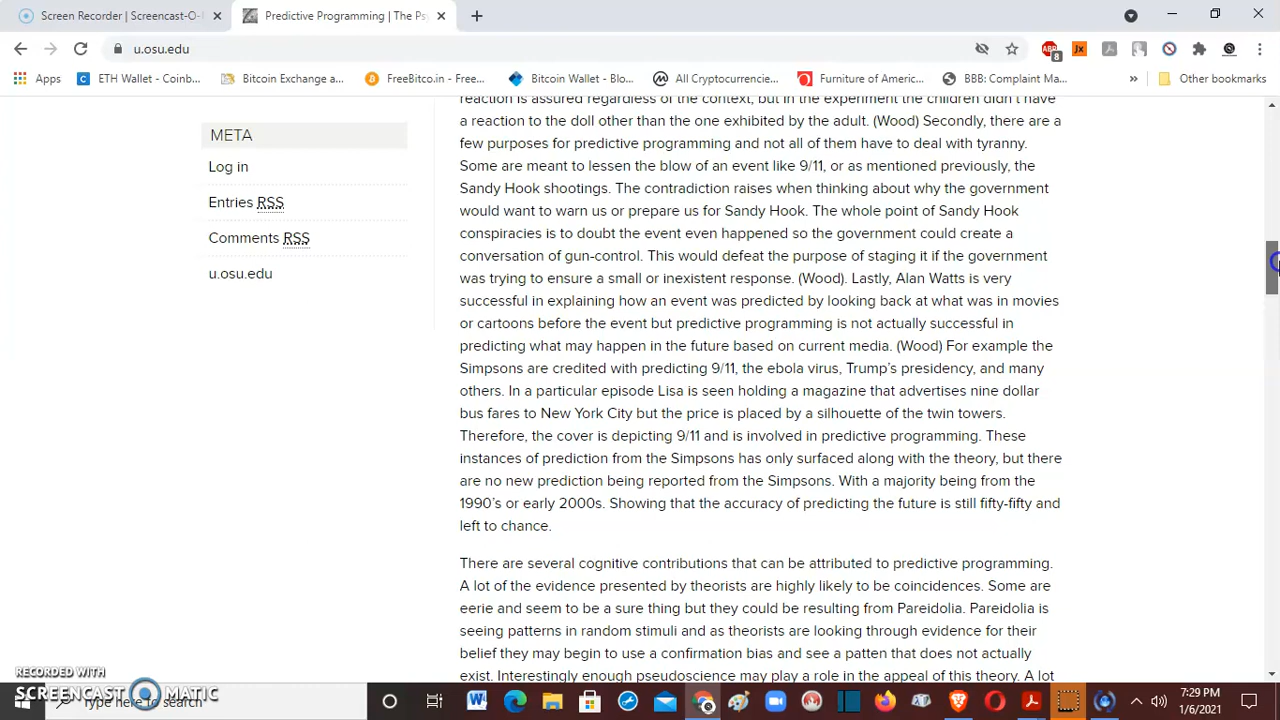 Screen Recorder | Screencast-O-
Predictive Programming | The Ps
u.osu.edu
8
Jx
Apps
ETH Wallet - Coinb...
Bitcoin Exchange a...
FreeBitco.in - Free...
Bitcoin Wallet - Blo...
All Cryptocurrencie...
Furniture of Americ...
BBB: Complaint Ma...
Other bookmarks
META
Log in
Entries RSS
Comments RSS
u.osu.edu
reaction is assured regardless of the context, but in the experiment the children didn't have
a reaction to the doll other than the one exhibited by the adult. (Wood) Secondly, there are a
few purposes for predictive programming and not all of them have to deal with tyranny.
Some are meant to lessen the blow of an event like 9/11, or as mentioned previously, the
Sandy Hook shootings. The contradiction raises when thinking about why the government
would want to warn us or prepare us for Sandy Hook. The whole point of Sandy Hook
conspiracies is to doubt the event even happened so the government could create a
conversation of gun-control. This would defeat the purpose of staging it if the government
was trying to ensure a small or inexistent response. (Wood). Lastly, Alan Watts is very
successful in explaining how an event was predicted by looking back at what was in movies
or cartoons before the event but predictive programming is not actually successful in
predicting what may happen in the future based on current media. (Wood) For example the
Simpsons are credited with predicting 9/11, the ebola virus, Trump's presidency, and many
others. In a particular episode Lisa is seen holding a magazine that advertises nine dollar
bus fares to New York City but the price is placed by a silhouette of the twin towers.
Therefore, the cover is depicting 9/11 and is involved in predictive programming. These
instances of prediction from the Simpsons has only surfaced along with the theory, but there
are no new prediction being reported from the Simpsons. With a majority being from the
1990's or early 2000s. Showing that the accuracy of predicting the future is still fifty-fifty and
left to chance.
There are several cognitive contributions that can be attributed to predictive programming.
A lot of the evidence presented by theorists are highly likely to be coincidences. Some are
eerie and seem to be a sure thing but they could be resulting from Pareidolia. Pareidolia is
seeing patterns in random stimuli and as theorists are looking through evidence for their
belief they may begin to use a confirmation bias and see a patten that does not actually
exist. Interestingly enough pseudoscience may play a role in the appeal of this theory. A lot
RECORDED WITH
SCREENCAST MATIC
Type here to search
7:29 PM
1/6/2021